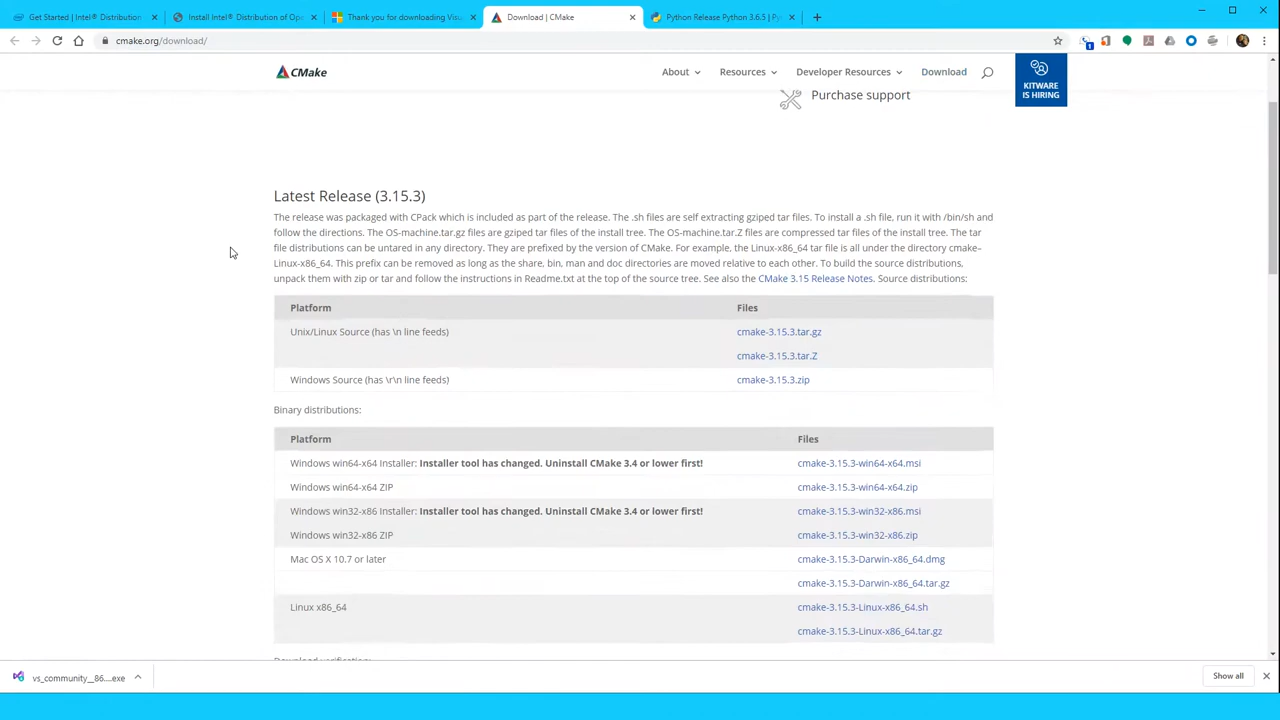 Get Started | Intel® Distribution
Install Intel® Distribution of Ope
Thank you for downloading Visu
Download | CMake
Python Release Python 3.6.5 | Py
cmake.org/download/
1
CMake
About
Resources
Developer Resources
Download
KITWARE
IS HIRING
Purchase support
Latest Release (3.15.3)
The release was packaged with CPack which is included as part of the release. The .sh files are self extracting gziped tar files. To install a .sh file, run it with /bin/sh and
follow the directions. The OS-machine.tar.gz files are gziped tar files of the install tree. The OS-machine.tar.Z files are compressed tar files of the install tree. The tar
file distributions can be untared in any directory. They are prefixed by the version of CMake. For example, the Linux-x86_64 tar file is all under the directory cmake–
Linux-x86_64. This prefix can be removed as long as the share, bin, man and doc directories are moved relative to each other. To build the source distributions,
unpack them with zip or tar and follow the instructions in Readme.txt at the top of the source tree. See also the CMake 3.15 Release Notes. Source distributions:
Platform Files
Unix/Linux Source (has \n line feeds) cmake-3.15.3.tar.gz
cmake-3.15.3.tar.Z
Windows Source (has \r\n line feeds) cmake-3.15.3.zip
Binary distributions:
Platform Files
Windows win64-x64 Installer: Installer tool has changed. Uninstall CMake 3.4 or lower first! cmake-3.15.3-win64-x64.msi
Windows win64-x64 ZIP cmake-3.15.3-win64-x64.zip
Windows win32-x86 Installer: Installer tool has changed. Uninstall CMake 3.4 or lower first! cmake-3.15.3-win32-x86.msi
Windows win32-x86 ZIP cmake-3.15.3-win32-x86.zip
Mac OS X 10.7 or later cmake-3.15.3-Darwin-x86_64.dmg
cmake-3.15.3-Darwin-x86_64.tar.gz
Linux x86_64 cmake-3.15.3-Linux-x86_64.sh
cmake-3.15.3-Linux-x86_64.tar.gz
Download verification:
vs_community__86....exe
Show all